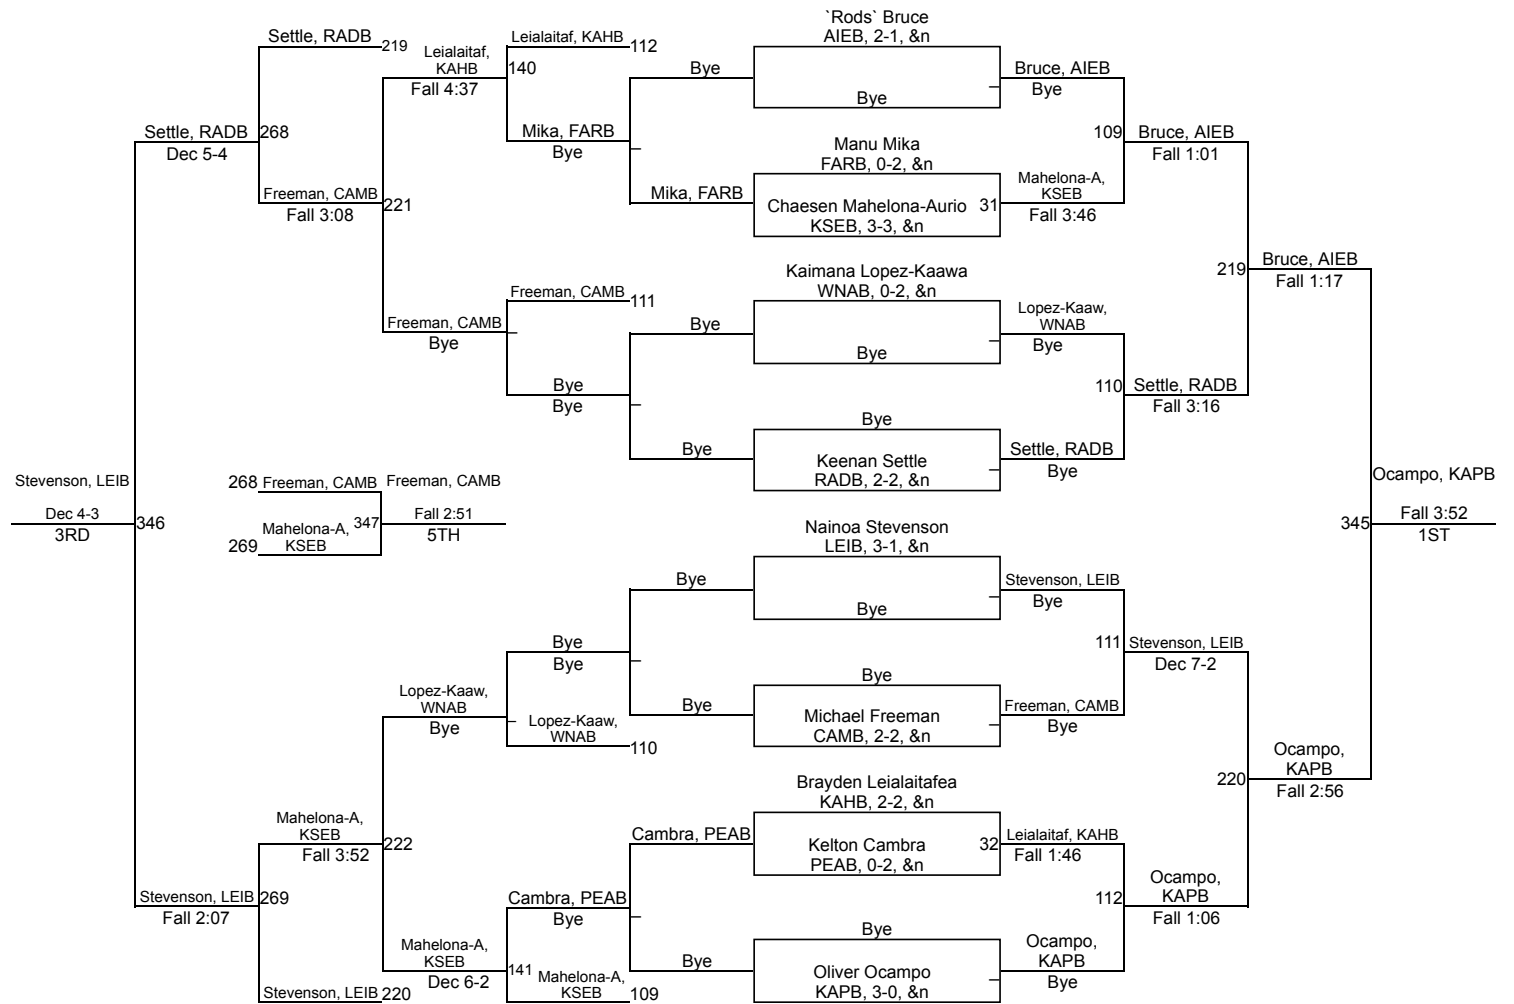 `Rods` Bruce
AIEB, 2-1, &n
Settle, RADB
219
Leialaitaf,
KAHB
Fall 4:37
Leialaitaf, KAHB
112
140
Bye
Bye
Bruce, AIEB
Bye
Settle, RADB
Dec 5-4
268
Mika, FARB
Bye
Manu Mika
FARB, 0-2, &n
109
Bruce, AIEB
Fall 1:01
Freeman, CAMB
Fall 3:08
221
Mika, FARB
Chaesen Mahelona-Aurio
KSEB, 3-3, &n
31
Mahelona-A,
KSEB
Fall 3:46
Kaimana Lopez-Kaawa
WNAB, 0-2, &n
219
Bruce, AIEB
Fall 1:17
Freeman, CAMB
111
Freeman, CAMB
Bye
Bye
Bye
Lopez-Kaaw,
WNAB
Bye
Bye
Bye
110
Settle, RADB
Fall 3:16
Bye
Bye
Keenan Settle
RADB, 2-2, &n
Settle, RADB
Bye
Stevenson, LEIB
Dec 4-3
3RD
346
268
Freeman, CAMB
269
Mahelona-A,
KSEB
347
Freeman, CAMB
Fall 2:51
5TH
Ocampo, KAPB
345
Fall 3:52
1ST
Nainoa Stevenson
LEIB, 3-1, &n
Bye
Bye
Stevenson, LEIB
Bye
Bye
Bye
111
Stevenson, LEIB
Dec 7-2
Bye
Bye
Michael Freeman
CAMB, 2-2, &n
Freeman, CAMB
Bye
Lopez-Kaaw,
WNAB
Bye
Lopez-Kaaw,
WNAB
110
220
Ocampo,
KAPB
Fall 2:56
Brayden Leialaitafea
KAHB, 2-2, &n
Mahelona-A,
KSEB
Fall 3:52
222
Cambra, PEAB
Kelton Cambra
PEAB, 0-2, &n
32
Leialaitaf, KAHB
Fall 1:46
Stevenson, LEIB
Fall 2:07
269
Cambra, PEAB
Bye
112
Ocampo,
KAPB
Fall 1:06
Bye
Mahelona-A,
KSEB
Dec 6-2
141
Bye
Oliver Ocampo
KAPB, 3-0, &n
Ocampo,
KAPB
Bye
Stevenson, LEIB
220
Mahelona-A,
KSEB
109